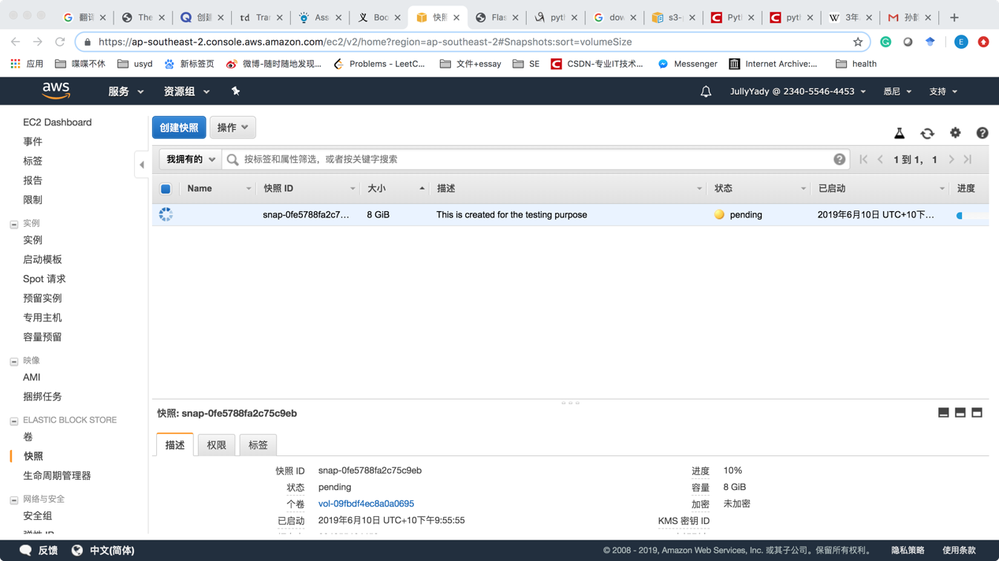 翻译
The
创建
Tran
Ass
Boo
快照
Flas
pyth
dow
s3-
Pyth
pyth
3年
孙韵
https://ap-southeast-2.console.aws.amazon.com/ec2/v2/home?region=ap-southeast-2#Snapshots:sort=volumeSize
E
应用 喋喋不休 usyd 新标签页 微博-随时随地发现... Problems - LeetC... 文件+essay SE CSDN-专业IT技术... Messenger Internet Archive:... health
aws 服务 资源组 JullyYady @ 2340-5546-4453 悉尼 支持
EC2 Dashboard
事件
标签
报告
限制
实例
实例
启动模板
Spot 请求
预留实例
专用主机
容量预留
映像
AMI
捆绑任务
ELASTIC BLOCK STORE
卷
快照
生命周期管理器
网络与安全
安全组
创建快照 操作
我拥有的 按标签和属性筛选，或者按关键字搜索 1 到 1， 1
Name 快照 ID 大小 描述 状态 已启动 进度
snap-0fe5788fa2c7... 8 GiB This is created for the testing purpose pending 2019年6月10日 UTC+10下...
快照: snap-0fe5788fa2c75c9eb
描述 权限 标签
快照 ID snap-0fe5788fa2c75c9eb 进度 10%
状态 pending 容量 8 GiB
个卷 vol-09fbdf4ec8a0a0695 加密 未加密
已启动 2019年6月10日 UTC+10下午9:55:55 KMS 密钥 ID
反馈 中文(简体) © 2008 - 2019, Amazon Web Services, Inc. 或其子公司。保留所有权利。 隐私策略 使用条款